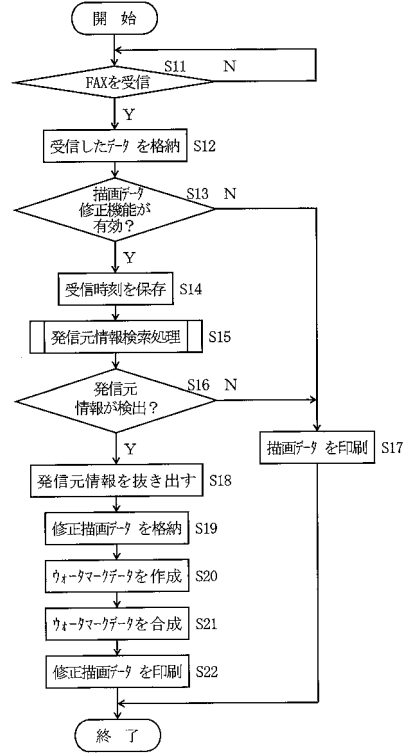 開 始
S11 N
FAXを受信
Y
受信したデータ を格納 S12
描画データ S13 N
修正機能が
有効？
Y
受信時刻を保存 S14
発信元情報検索処理 S15
発信元 S16 N
情報が検出？
描画データ を印刷 S17
Y
発信元情報を抜き出す S18
修正描画データ を格納 S19
ウォータマークデータを作成 S20
ウォータマークデータを合成 S21
修正描画データ を印刷 S22
終 了